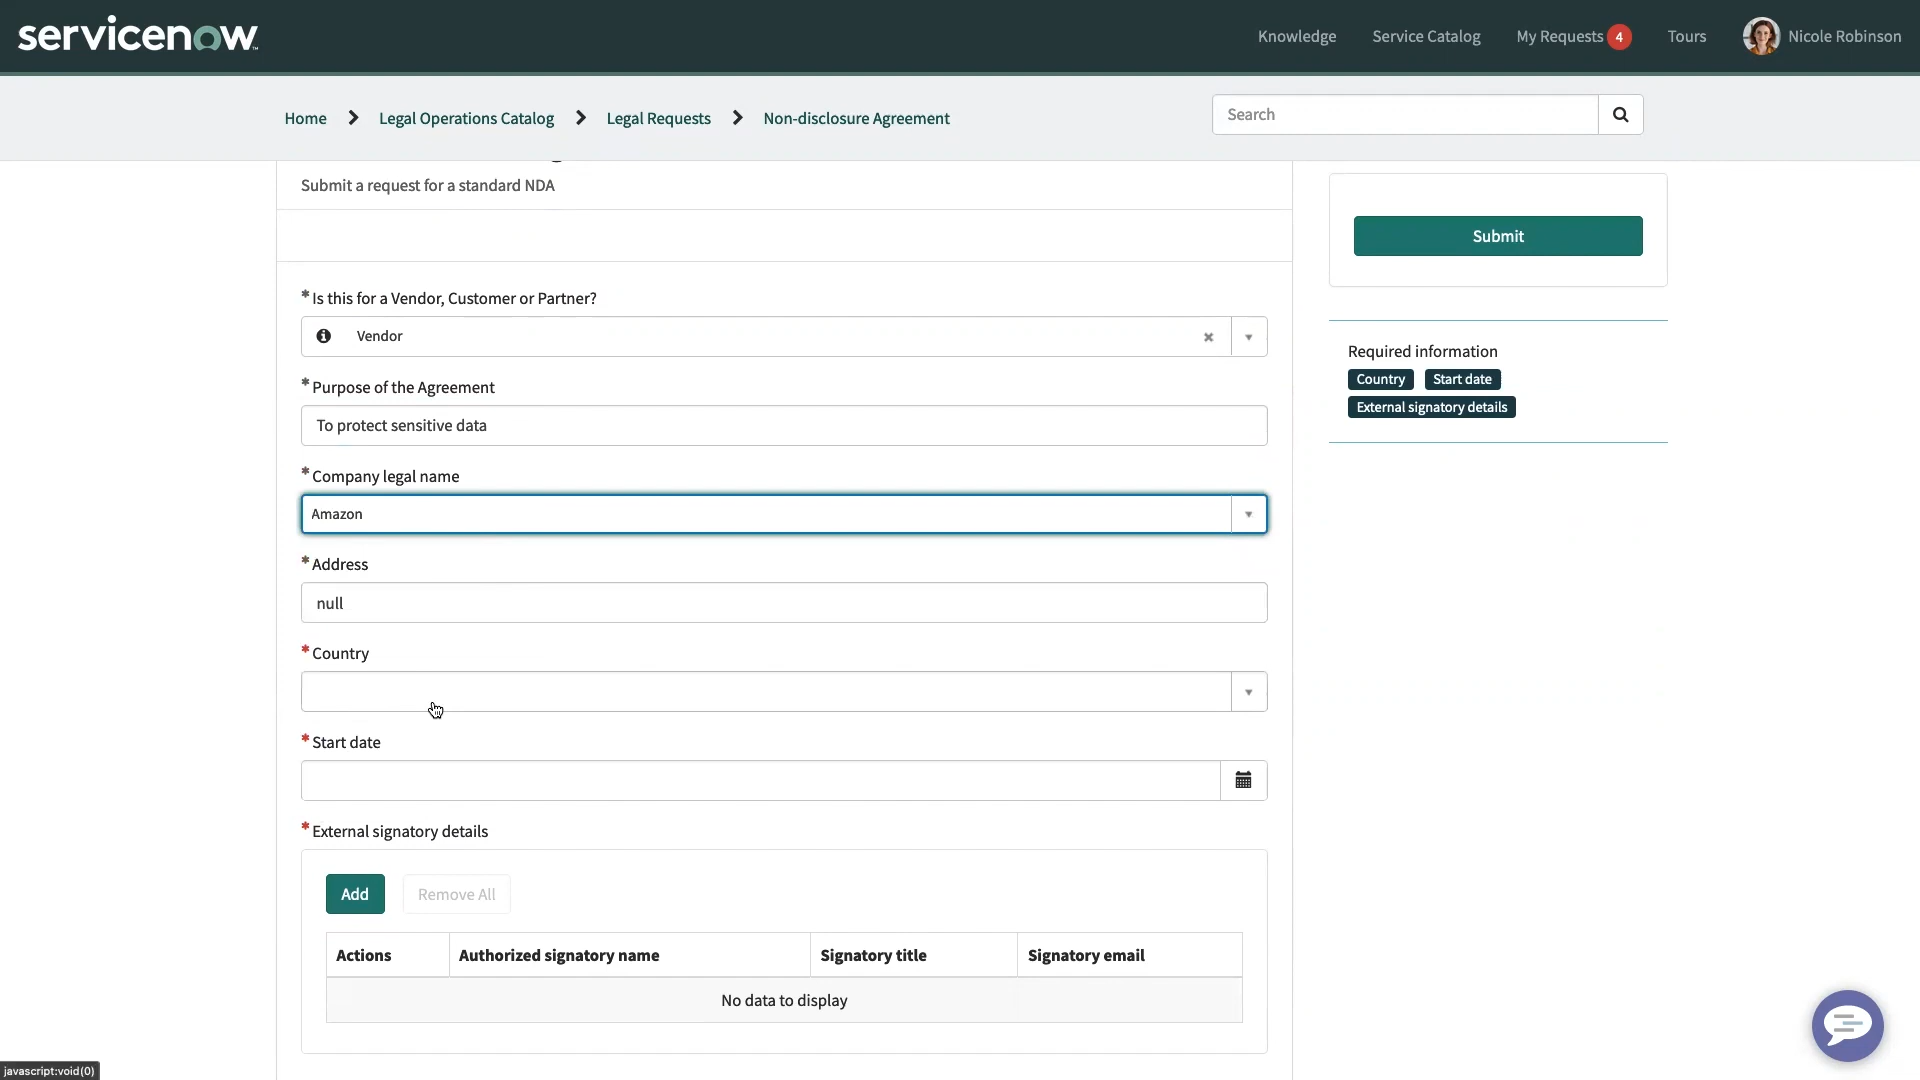 servicenow
Knowledge
Service Catalog
My Requests 4
Tours
Nicole Robinson
Home
Legal Operations Catalog
Legal Requests
Non-disclosure Agreement
Search
Submit a request for a standard NDA
Submit
* Is this for a Vendor, Customer or Partner?
Vendor
Required information
Country Start date
External signatory details
* Purpose of the Agreement
To protect sensitive data
* Company legal name
Amazon
* Address
null
* Country
* Start date
* External signatory details
Add Remove All
Actions Authorized signatory name Signatory title Signatory email
No data to display
javascript:void(0)